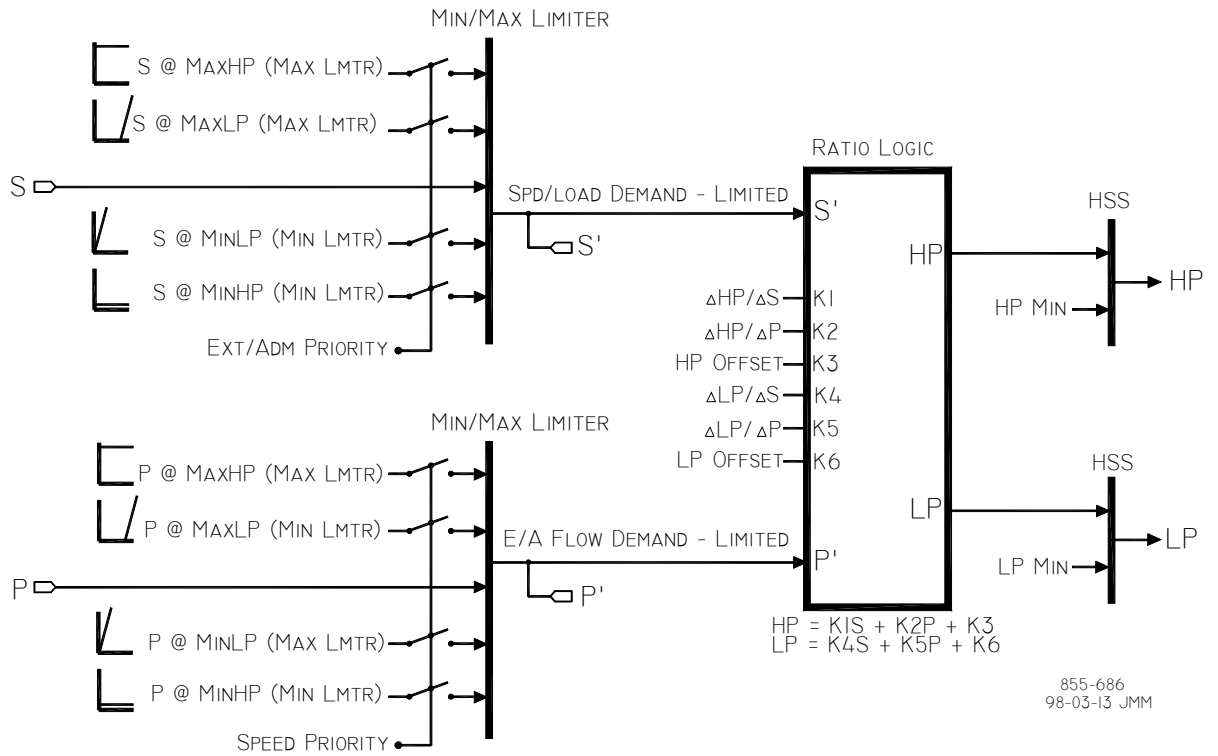 MIN/MAX LIMITER
S @ MAXHP (MAX LMTR)
S @ MAXLP (MAX LMTR)
S
S @ MINLP (MIN LMTR)
S @ MINHP (MIN LMTR)
EXT/ADM PRIORITY
SPD/LOAD DEMAND - LIMITED
S'
MIN/MAX LIMITER
P @ MAXHP (MAX LMTR)
P @ MAXLP (MIN LMTR)
P
P @ MINLP (MAX LMTR)
P @ MINHP (MIN LMTR)
SPEED PRIORITY
E/A FLOW DEMAND - LIMITED
P'
RATIO LOGIC
S'
HP
ΔHP/ΔS K1
ΔHP/ΔP K2
HP OFFSET K3
ΔLP/ΔS K4
ΔLP/ΔP K5
LP OFFSET K6
LP
P'
HP = K1S + K2P + K3
LP = K4S + K5P + K6
HSS
HP MIN
HP
HSS
LP MIN
LP
855-686
98-03-13 JMM